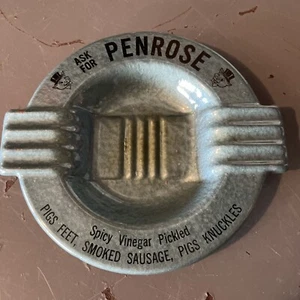 ASK
FOR
PENROSE
Spicy Vinegar Pickled
PIGS FEET, SMOKED SAUSAGE, PIGS KNUCKLES